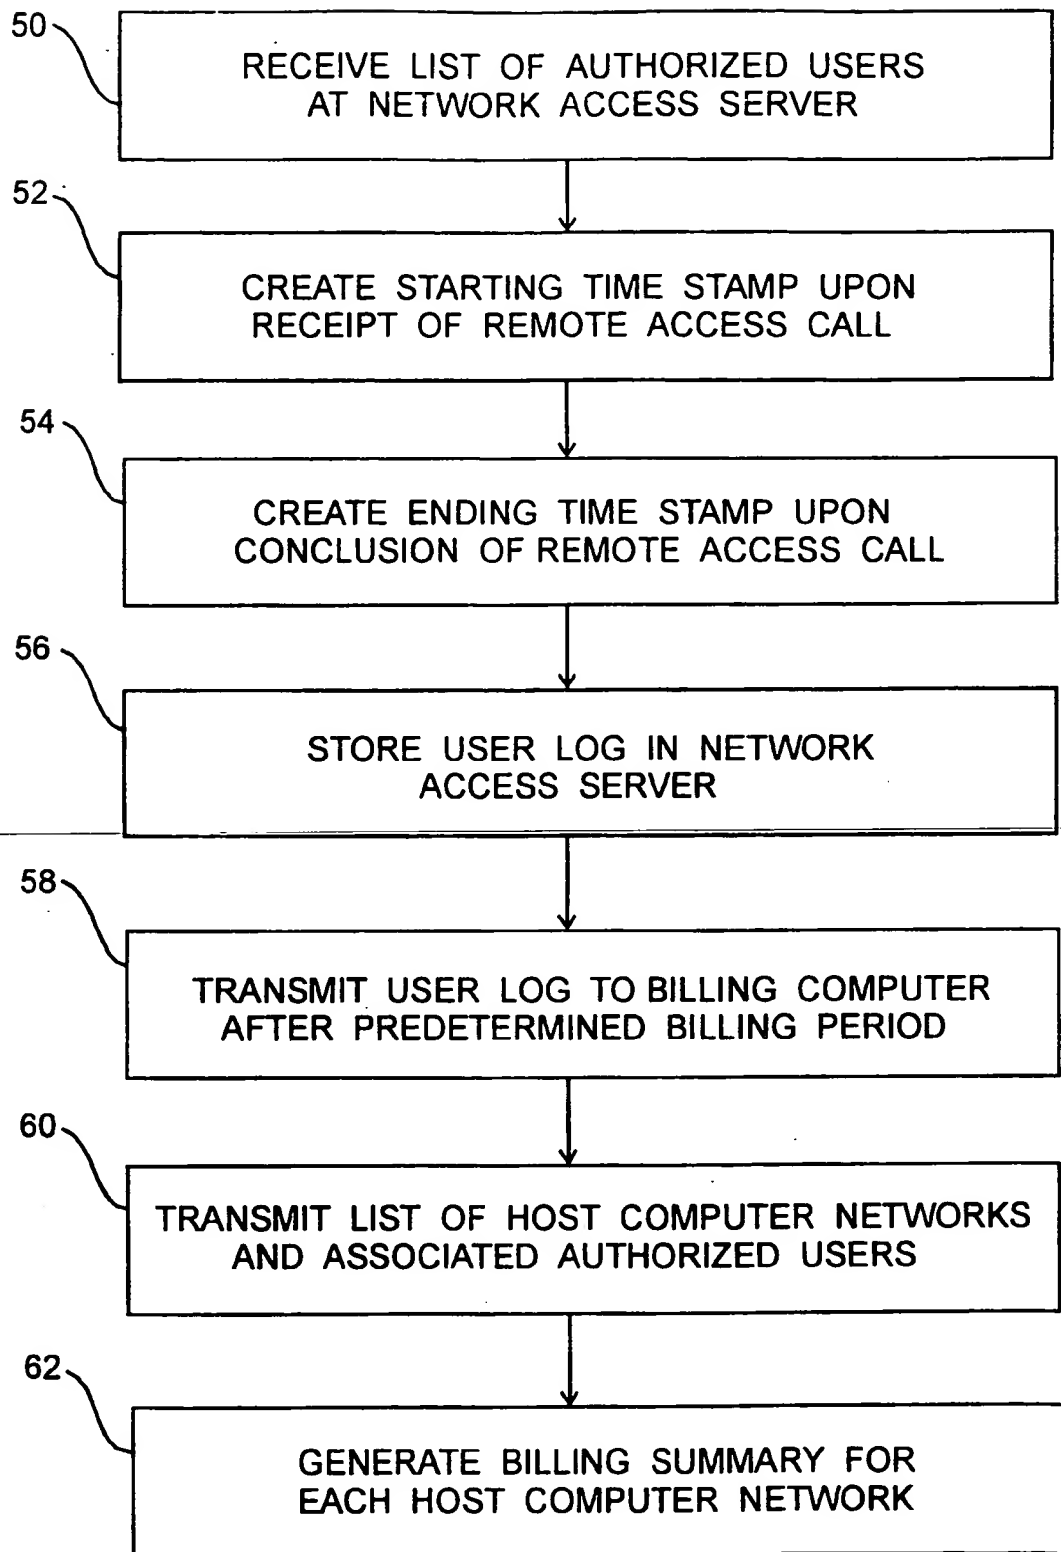 50
RECEIVE LIST OF AUTHORIZED USERS
AT NETWORK ACCESS SERVER
52
CREATE STARTING TIME STAMP UPON
RECEIPT OF REMOTE ACCESS CALL
54
CREATE ENDING TIME STAMP UPON
CONCLUSION OF REMOTE ACCESS CALL
56
STORE USER LOG IN NETWORK
ACCESS SERVER
58
TRANSMIT USER LOG TO BILLING COMPUTER
AFTER PREDETERMINED BILLING PERIOD
60
TRANSMIT LIST OF HOST COMPUTER NETWORKS
AND ASSOCIATED AUTHORIZED USERS
62
GENERATE BILLING SUMMARY FOR
EACH HOST COMPUTER NETWORK